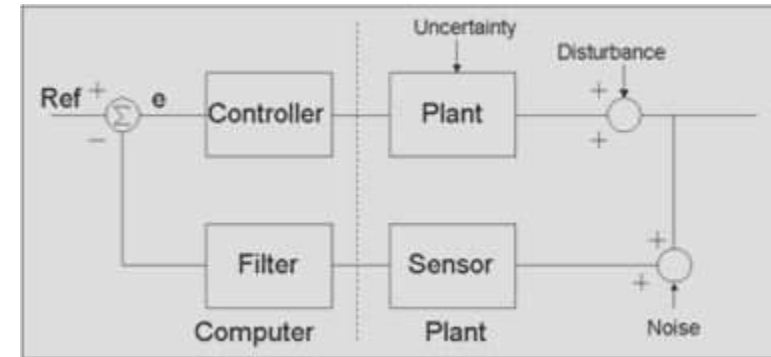 Uncertainty
Disturbance
Ref + e Controller Plant +
Σ
− +
+
Filter Sensor +
Computer Plant Noise